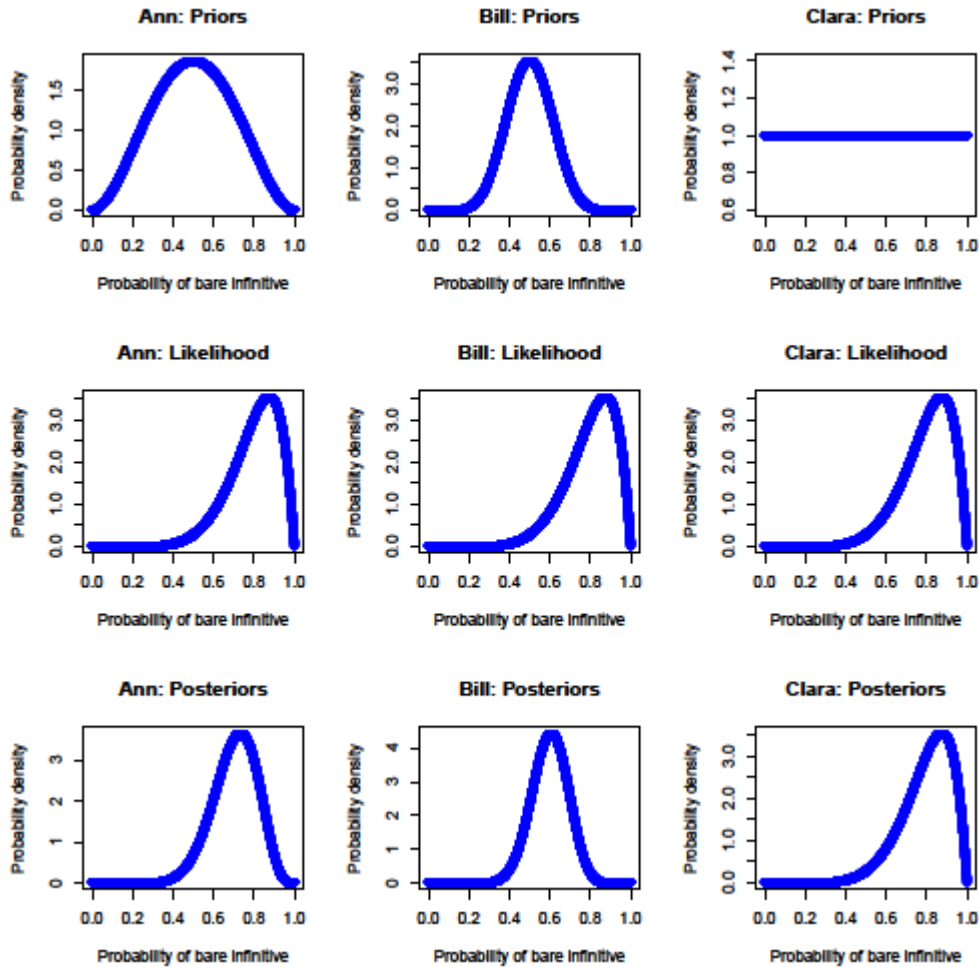 Ann: Priors
Probability density
0.0 0.5 1.0 1.5
0.0 0.2 0.4 0.6 0.8 1.0
Probability of bare infinitive
Bill: Priors
Probability density
0.0 1.0 2.0 3.0
0.0 0.2 0.4 0.6 0.8 1.0
Probability of bare infinitive
Clara: Priors
Probability density
0.6 0.8 1.0 1.2 1.4
0.0 0.2 0.4 0.6 0.8 1.0
Probability of bare infinitive
Ann: Likelihood
Probability density
0.0 1.0 2.0 3.0
0.0 0.2 0.4 0.6 0.8 1.0
Probability of bare infinitive
Bill: Likelihood
Probability density
0.0 1.0 2.0 3.0
0.0 0.2 0.4 0.6 0.8 1.0
Probability of bare infinitive
Clara: Likelihood
Probability density
0.0 1.0 2.0 3.0
0.0 0.2 0.4 0.6 0.8 1.0
Probability of bare infinitive
Ann: Posteriors
Probability density
0 1 2 3
0.0 0.2 0.4 0.6 0.8 1.0
Probability of bare infinitive
Bill: Posteriors
Probability density
0 1 2 3 4
0.0 0.2 0.4 0.6 0.8 1.0
Probability of bare infinitive
Clara: Posteriors
Probability density
0.0 1.0 2.0 3.0
0.0 0.2 0.4 0.6 0.8 1.0
Probability of bare infinitive